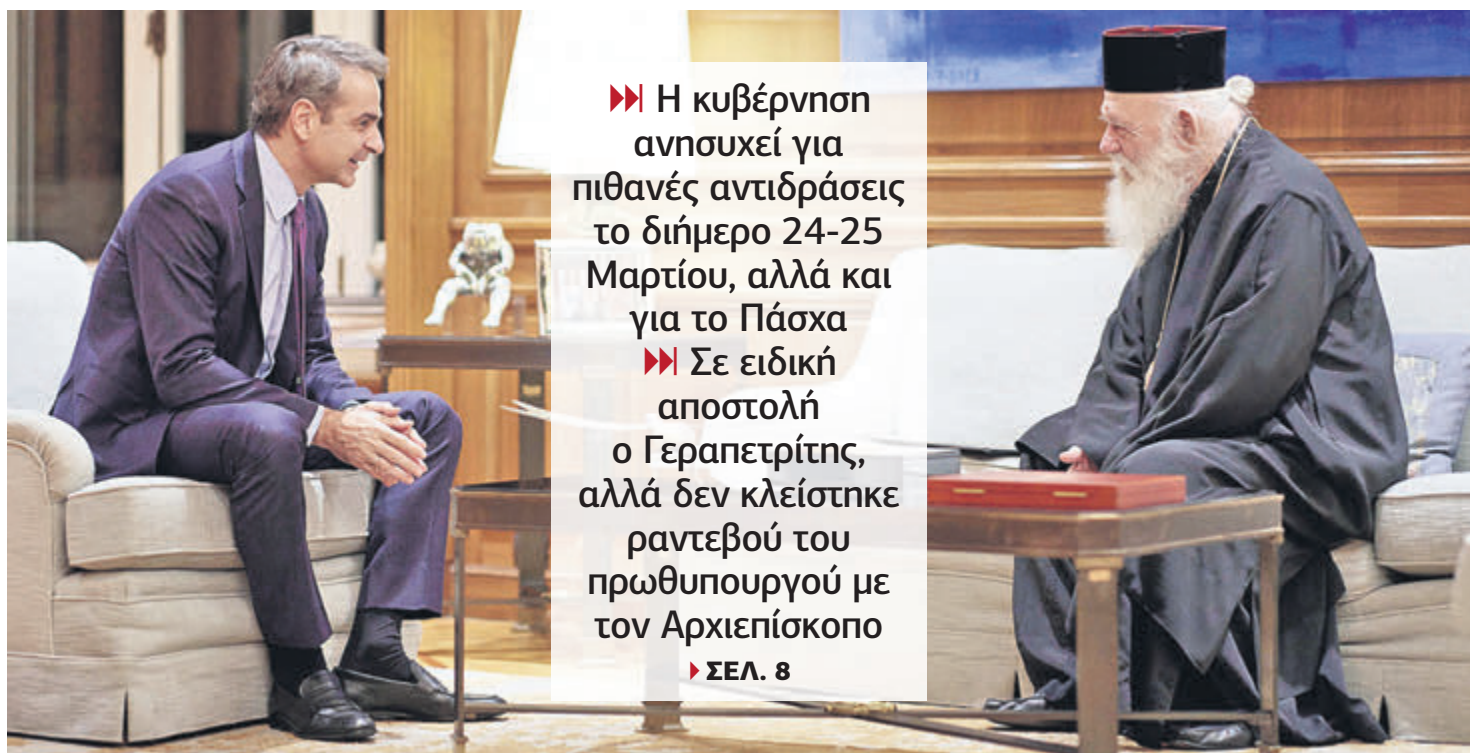 Η κυβέρνηση
ανησυχεί για
πιθανές αντιδράσεις
το διήμερο 24-25
Μαρτίου, αλλά και
για το Πάσχα
Σε ειδική
αποστολή
ο Γεραπετρίτης,
αλλά δεν κλείστηκε
ραντεβού του
πρωθυπουργού με
τον Αρχιεπίσκοπο
ΣΕΛ. 8